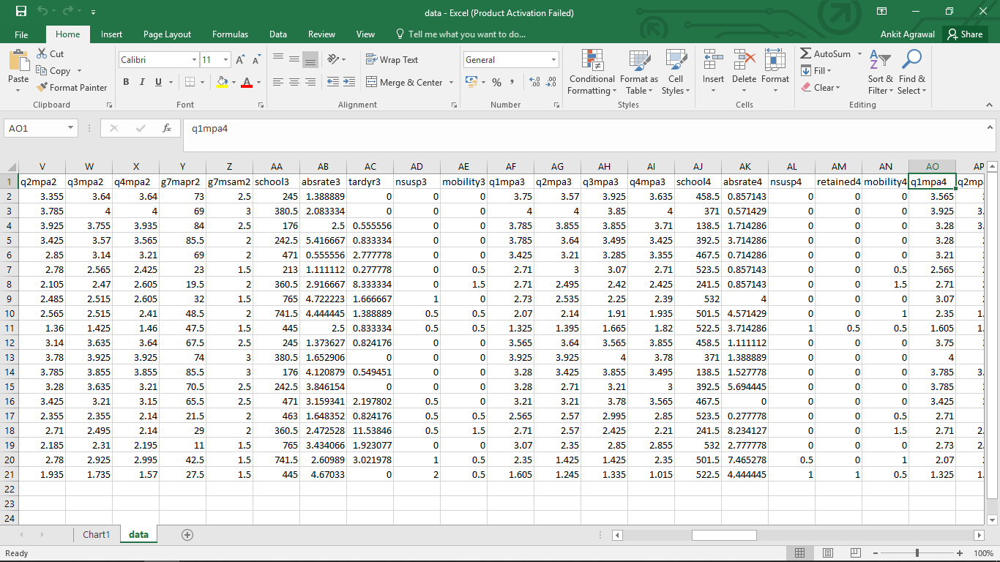 data - Excel (Product Activation Failed)
File Home Insert Page Layout Formulas Data Review View Tell me what you want to do... Ankit Agrawal Share
Paste Cut Copy Format Painter Clipboard
Calibri 11 B I U A Font
Wrap Text Merge & Center Alignment
General % , Number
Conditional Formatting Format as Table Cell Styles Styles
Insert Delete Format Cells
AutoSum Fill Clear Sort & Filter Find & Select Editing
AO1 fx q1mpa4
V W X Y Z AA AB AC AD AE AF AG AH AI AJ AK AL AM AN AO AP
1 q2mpa2 q3mpa2 q4mpa2 g7mapr2 g7msam2 school3 absrate3 tardyr3 nsusp3 mobility3 q1mpa3 q2mpa3 q3mpa3 q4mpa3 school4 absrate4 nsusp4 retained4 mobility4 q1mpa4 q2mp
2 3.355 3.64 3.64 73 2.5 245 1.388889 0 0 0 3.75 3.57 3.925 3.635 458.5 0.857143 0 0 0 3.565
3 3.785 4 4 69 3 380.5 2.083334 0 0 0 4 4 3.85 4 371 0.571429 0 0 0 3.925 3.
4 3.925 3.755 3.935 84 2.5 176 2.5 0.555556 0 0 3.785 3.855 3.855 3.71 138.5 1.714286 0 0 0 3.28 3.
5 3.425 3.57 3.565 85.5 2 242.5 5.416667 0.833334 0 0 3.785 3.64 3.495 3.425 392.5 3.714286 0 0 0 3.28
6 2.85 3.14 3.21 69 2 471 0.555556 2.777778 0 0 3.425 3.21 3.285 3.355 467.5 0.714286 0 0 0 3.21
7 2.78 2.565 2.425 23 1.5 213 1.111112 0.277778 0 0.5 2.71 3 3.07 2.71 523.5 0.857143 0 0 0.5 2.565
8 2.105 2.47 2.605 19.5 2 360.5 2.916667 8.333334 0 1.5 2.71 2.495 2.42 2.425 241.5 0.857143 0 0 1.5 2.71
9 2.485 2.515 2.605 32 1.5 765 4.722223 1.666667 1 0 2.73 2.535 2.25 2.39 532 4 0 0 0 3.07
10 2.565 2.515 2.41 48.5 2 741.5 4.444445 1.388889 0.5 0.5 2.07 2.14 1.91 1.935 501.5 4.571429 0 0 1 2.35 1.
11 1.36 1.425 1.46 47.5 1.5 445 2.5 0.833334 0.5 0.5 1.325 1.395 1.665 1.82 522.5 3.714286 1 0.5 0.5 1.605 1.
12 3.14 3.635 3.64 67.5 2.5 245 1.373627 0.824176 0 0 3.565 3.64 3.565 3.855 458.5 1.111112 0 0 0 3.75
13 3.78 3.925 3.925 74 3 380.5 1.652906 0 0 0 3.925 3.925 4 3.78 371 1.388889 0 0 0 4
14 3.785 3.855 3.855 85.5 3 176 4.120879 0.549451 0 0 3.28 3.425 3.855 3.495 138.5 1.527778 0 0 0 3.785 3.
15 3.28 3.635 3.21 70.5 2.5 242.5 3.846154 0 0 0 3.28 2.71 3.21 3 392.5 5.694445 0 0 0 3.785
16 3.425 3.21 3.15 65.5 2.5 471 3.159341 2.197802 0.5 0 3.21 3.21 3.78 3.565 467.5 0 0 0 0 3.425
17 2.355 2.355 2.14 21.5 2 463 1.648352 0.824176 0.5 0.5 2.565 2.57 2.995 2.85 523.5 0.277778 0 0 0.5 2.71
18 2.71 2.495 2.14 29 2 360.5 2.472528 11.53846 0.5 1.5 2.71 2.57 2.425 2.21 241.5 8.234127 0 0 1.5 2.71 2.
19 2.185 2.31 2.195 11 1.5 765 3.434066 1.923077 0 0 3.07 2.35 2.85 2.855 532 2.777778 0 0 0 2.73 2.
20 2.78 2.925 2.995 42.5 1.5 741.5 2.60989 3.021978 1 0.5 2.35 1.425 1.425 2.35 501.5 7.465278 0.5 0 1 2.07
21 1.935 1.735 1.57 27.5 1.5 445 4.67033 0 2 0.5 1.605 1.245 1.335 1.015 522.5 4.444445 1 1 0.5 1.325 1.
22
23
24
Chart1 data
Ready 100%